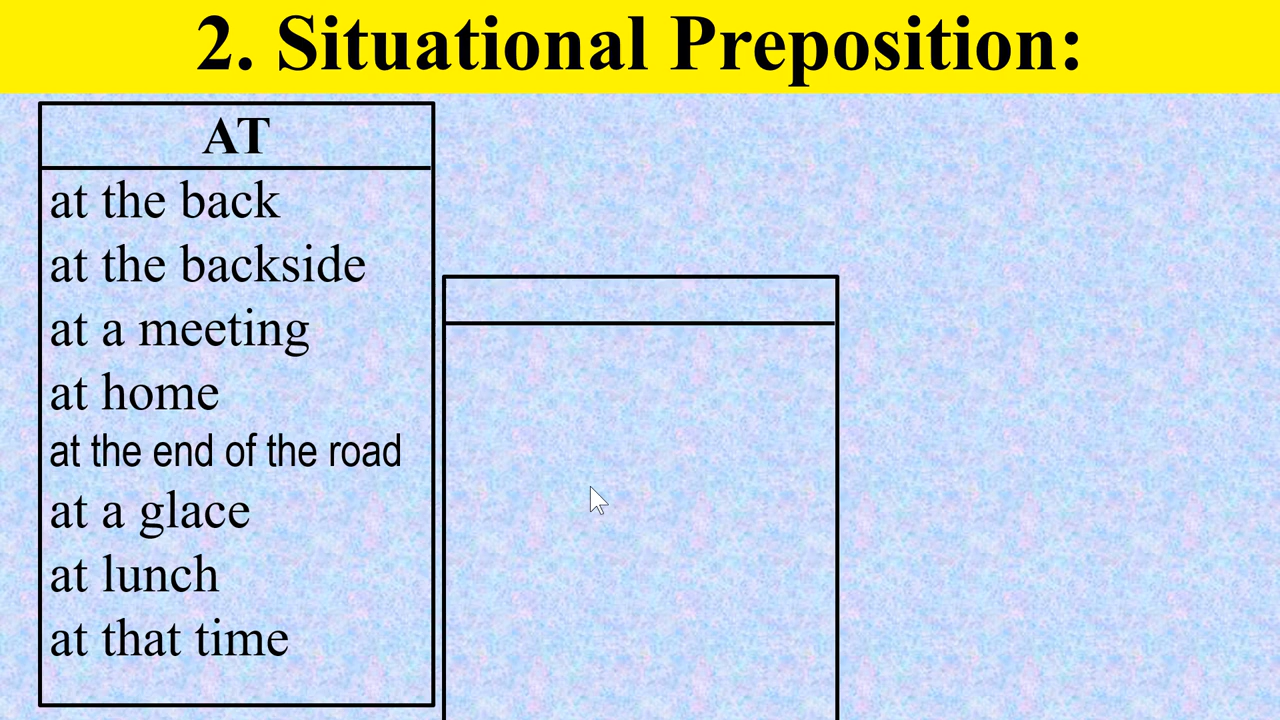 2. Situational Preposition:
AT
at the back
at the backside
at a meeting
at home
at the end of the road
at a glace
at lunch
at that time